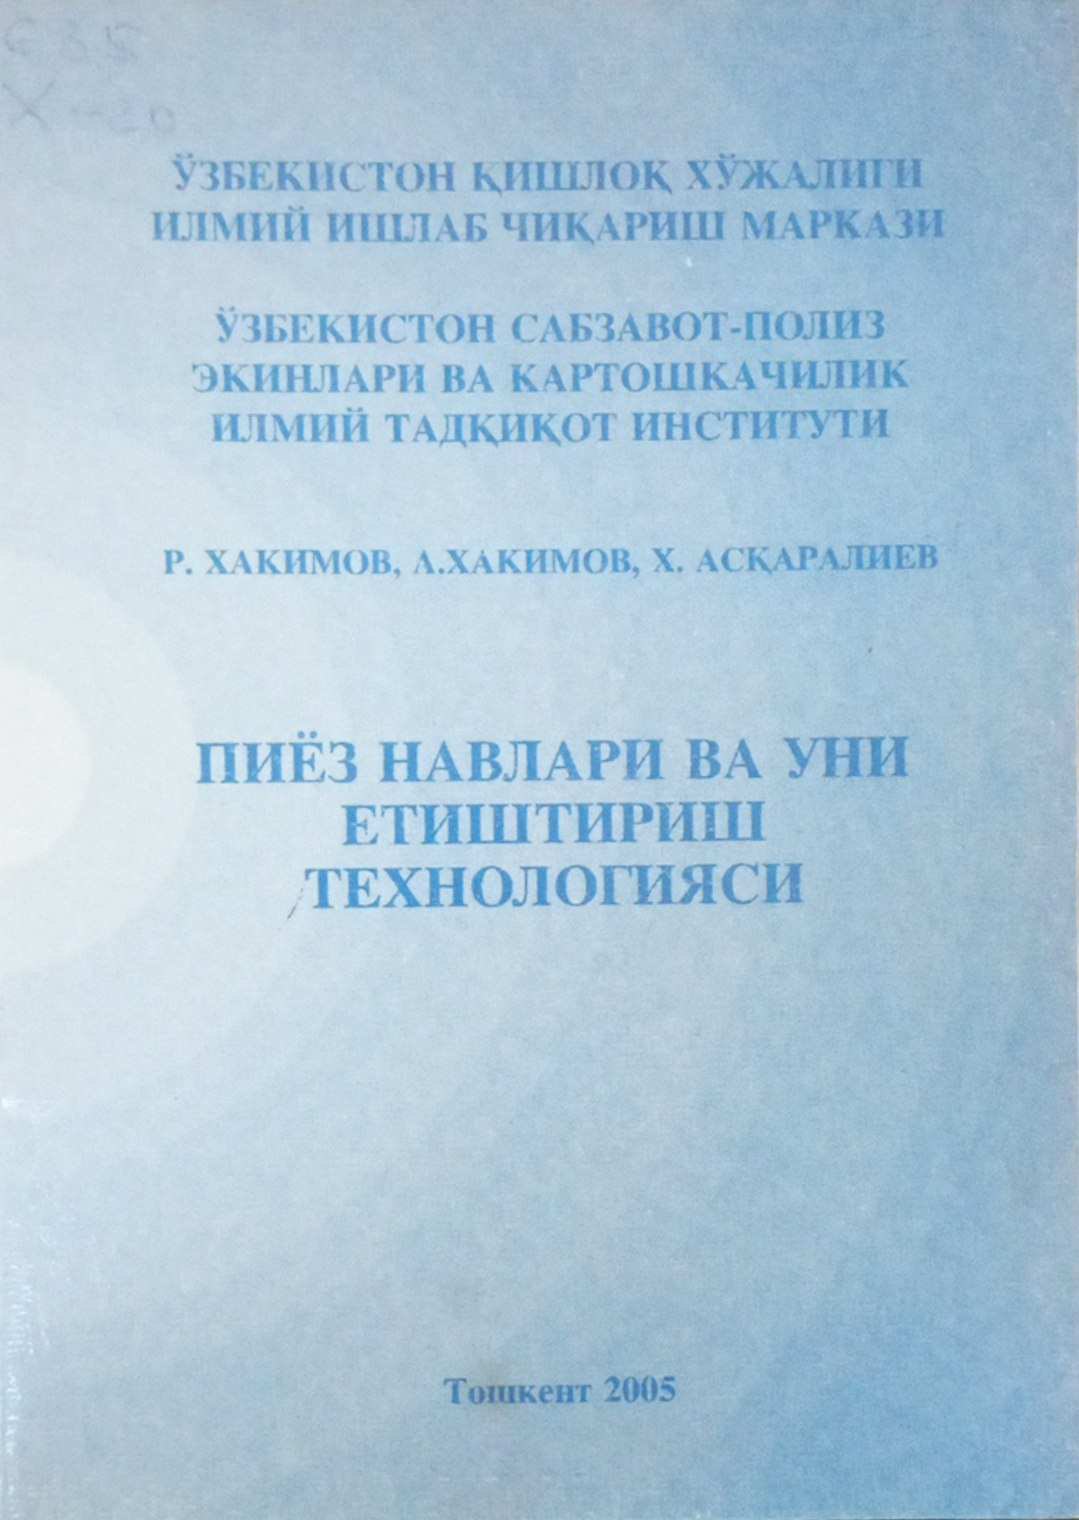 ЎЗБЕКИСТОН ҚИШЛОҚ ХЎЖАЛИГИ
ИЛМИЙ ИШЛАБ ЧИҚАРИШ МАРКАЗИ
ЎЗБЕКИСТОН САБЗАВОТ-ПОЛИЗ
ЭКИНЛАРИ ВА КАРТОШКАЧИЛИК
ИЛМИЙ ТАДҚИҚОТ ИНСТИТУТИ
Р. ХАКИМОВ, А.ХАКИМОВ, Х. АСҚАРАЛИЕВ
ПИЁЗ НАВЛАРИ ВА УНИ
ЕТИШТИРИШ
ТЕХНОЛОГИЯСИ
Тошкент 2005